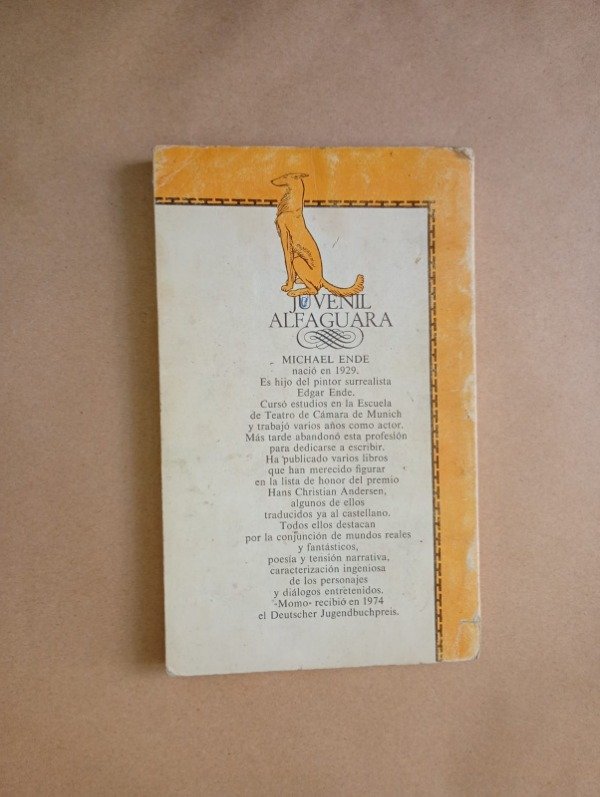 JUVENIL
ALFAGUARA
MICHAEL ENDE
nació en 1929.
Es hijo del pintor surrealista
Edgar Ende.
Cursó estudios en la Escuela
de Teatro de Cámara de Munich
y trabajó varios años como actor.
Más tarde abandonó esta profesión
para dedicarse a escribir.
Ha publicado varios libros
que han merecido figurar
en la lista de honor del premio
Hans Christian Andersen,
algunos de ellos
traducidos ya al castellano.
Todos ellos destacan
por la conjunción de mundos reales
y fantásticos,
poesía y tensión narrativa,
caracterización ingeniosa
de los personajes
y diálogos entretenidos.
«Momo» recibió en 1974
el Deutscher Jugendbuchpreis.